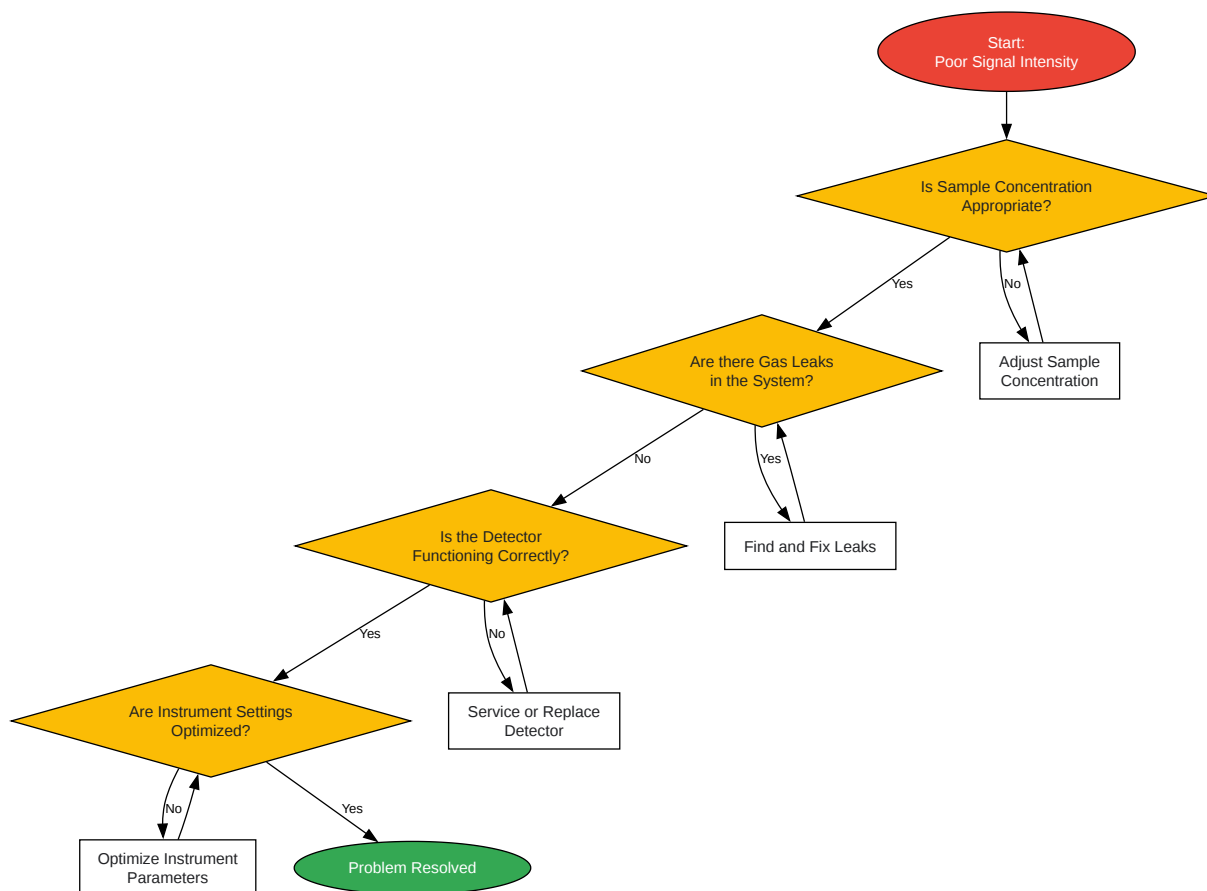 Start:
Poor Signal Intensity
Is Sample Concentration
Appropriate?
Yes
No
Are there Gas Leaks
in the System?
Adjust Sample
Concentration
No
Yes
Is the Detector
Functioning Correctly?
Find and Fix Leaks
Yes
No
Are Instrument Settings
Optimized?
Service or Replace
Detector
No
Yes
Optimize Instrument
Parameters
Problem Resolved